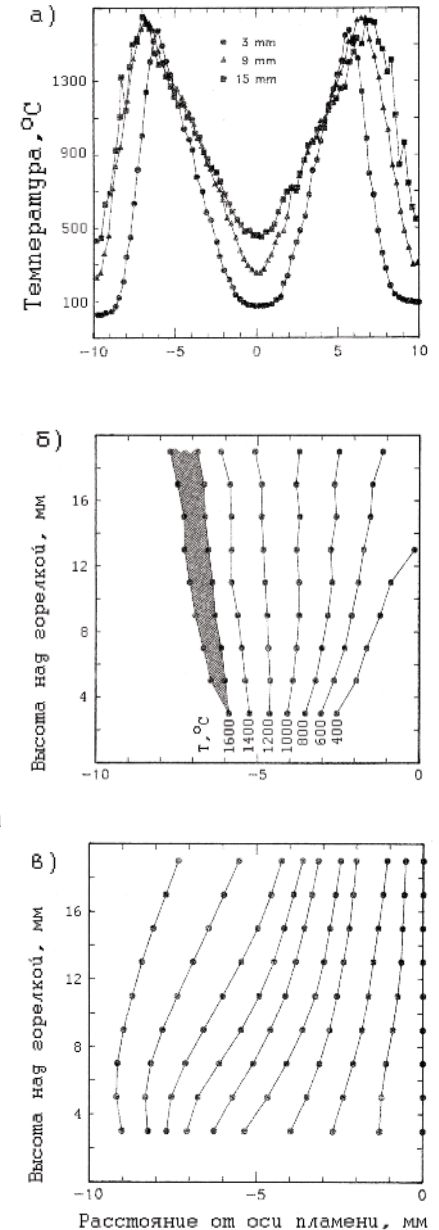 а)
3 mm
9 mm
15 mm
Температура,°C
1300
900
500
100
-10
-5
0
5
10
б)
Высота над горелкой, мм
16
12
8
4
T,°C
1600
1400
1200
1000
800
600
400
-10
-5
0
в)
Высота над горелкой, мм
16
12
8
4
-10
-5
0
Расстояние от оси пламени, мм